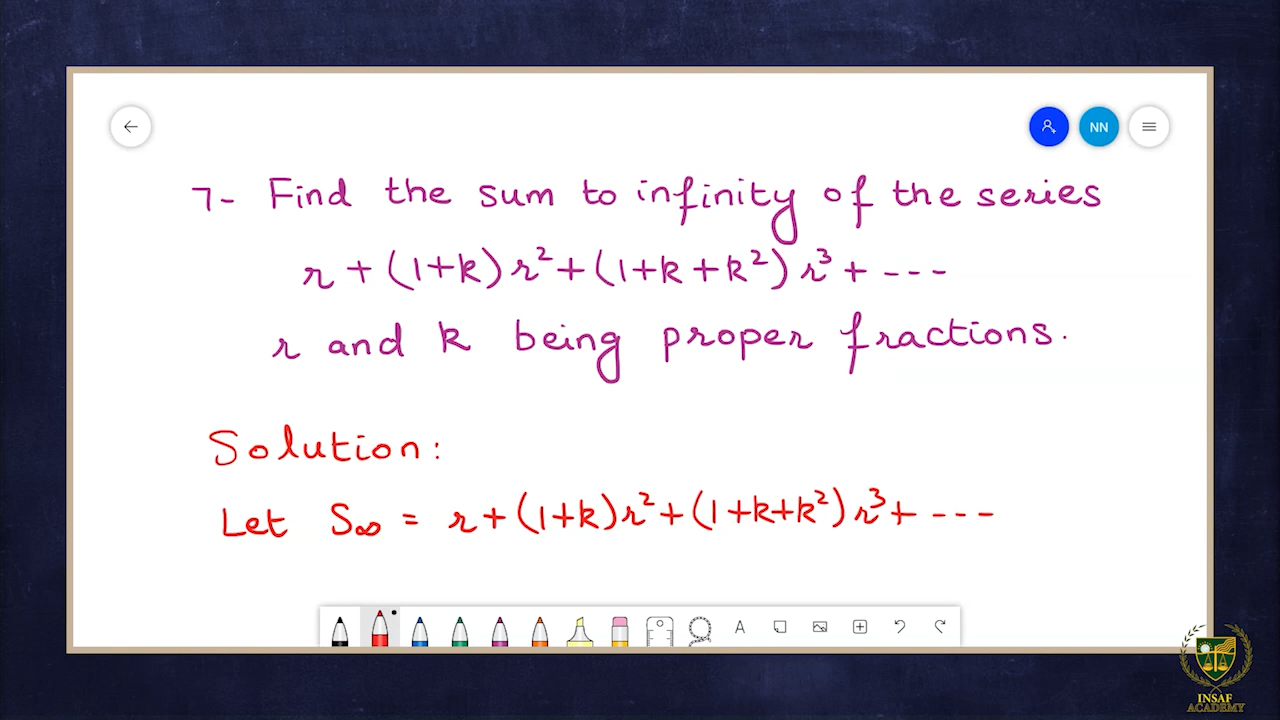 NN
7- Find the sum to infinity of the series
r + (1+k) r² + (1+k+k²) r³ + ---
r and k being proper fractions.
Solution:
Let S∞ = r + (1+k)r² + (1+k+k²) r³ + ---
A
INSAF
ACADEMY